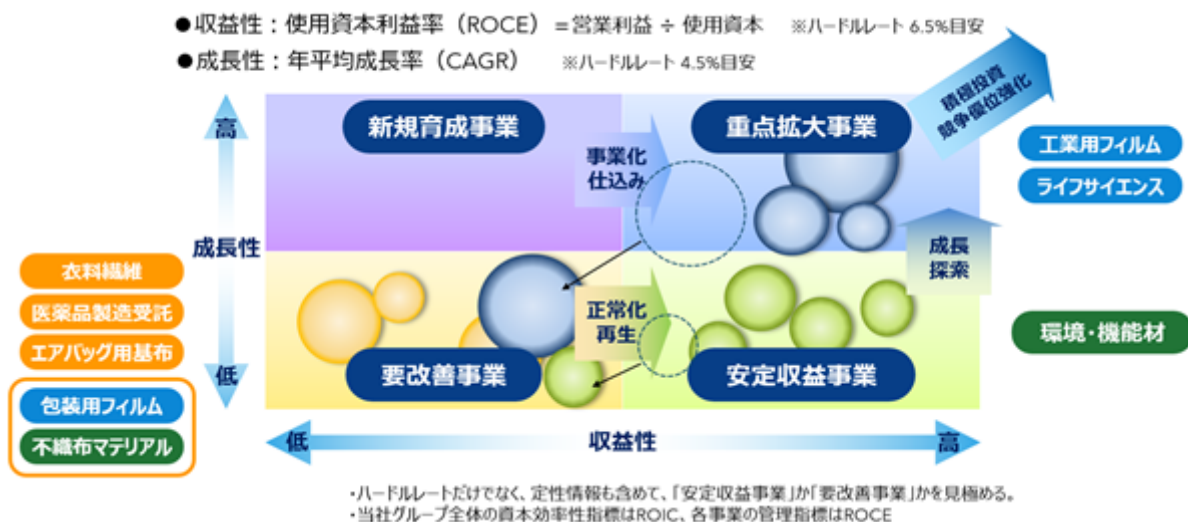 ●収益性：使用資本利益率（ROCE）＝営業利益 ÷ 使用資本 ※ハードルレート 6.5%目安
●成長性：年平均成長率（CAGR） ※ハードルレート 4.5%目安
積極投資
競争優位強化
高
新規育成事業
重点拡大事業
事業化
仕込み
工業用フィルム
ライフサイエンス
成長性
成長
探索
衣料繊維
医薬品製造受託
エアバッグ用基布
正常化
再生
環境・機能材
低
要改善事業
安定収益事業
包装用フィルム
不織布マテリアル
低
収益性
高
・ハードルレートだけでなく、定性情報も含めて、「安定収益事業」か「要改善事業」かを見極める。
・当社グループ全体の資本効率性指標はROIC、各事業の管理指標はROCE